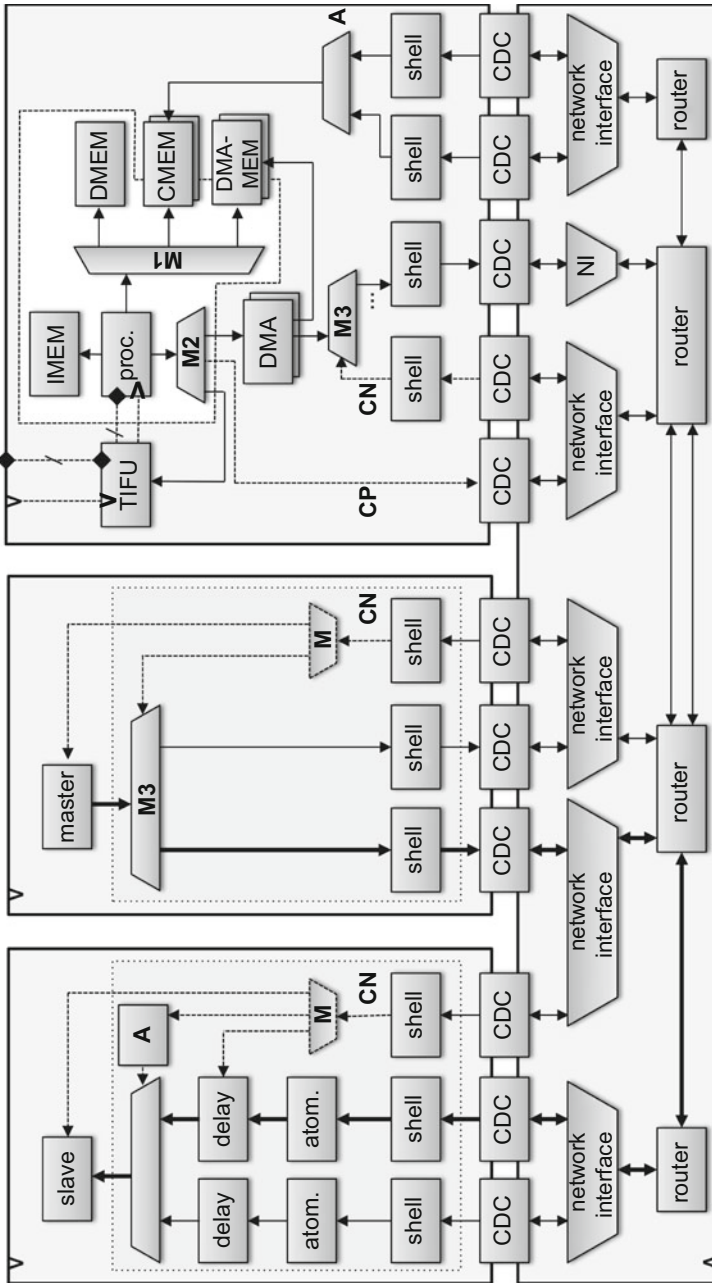 slave
A
delay
delay
atom.
atom.
M
CN
shell
shell
shell
CDC
CDC
CDC
master
M3
M
CN
shell
shell
shell
CDC
CDC
CDC
TIFU
IMEM
proc.
M1
DMEM
CMEM
DMA-
MEM
M2
DMA
M3
...
CP
CN
A
shell
shell
shell
shell
CDC
CDC
CDC
CDC
CDC
network
interface
network
interface
network
interface
network
interface
NI
network
interface
router
router
router
router